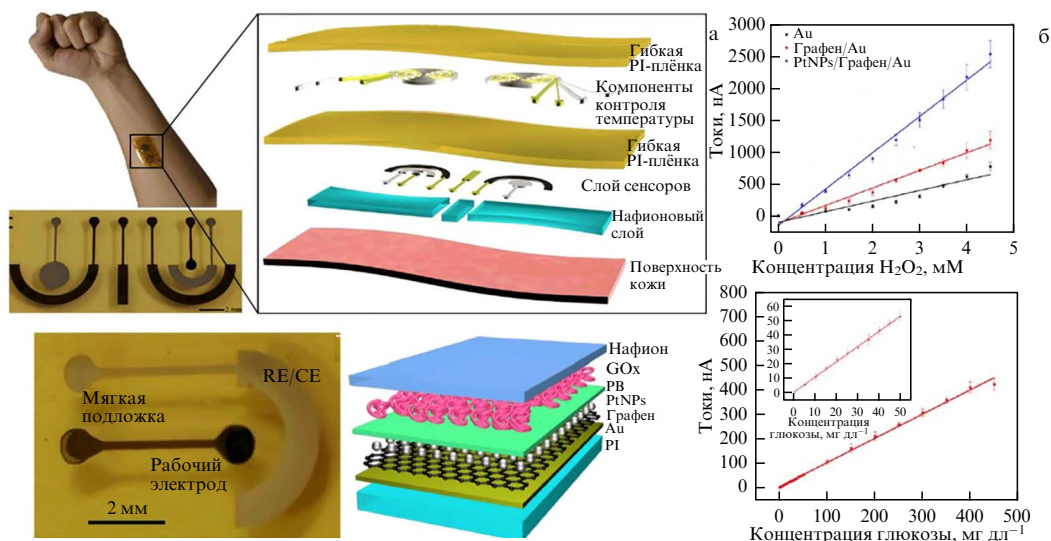 а
Гибкая
PI-плёнка
Компоненты
контроля
температуры
Гибкая
PI-плёнка
Слой сенсоров
Нафионовый
слой
Поверхность
кожи
2 mm
RE/CE
Мягкая
подложка
Рабочий
электрод
2 мм
Нафион
GOx
PB
PtNPs
Графен
Au
PI
б
Au
Графен/Au
PtNPs/Графен/Au
Токи, нА
3000
2500
2000
1500
1000
500
0
0 1 2 3 4 5
Концентрация H₂O₂, мМ
Токи, нА
800
700
600
500
400
300
200
100
0
60
50
40
30
20
10
0
0 10 20 30 40 50
Концентрация
глюкозы, мг дл⁻¹
0 100 200 300 400 500
Концентрация глюкозы, мг дл⁻¹